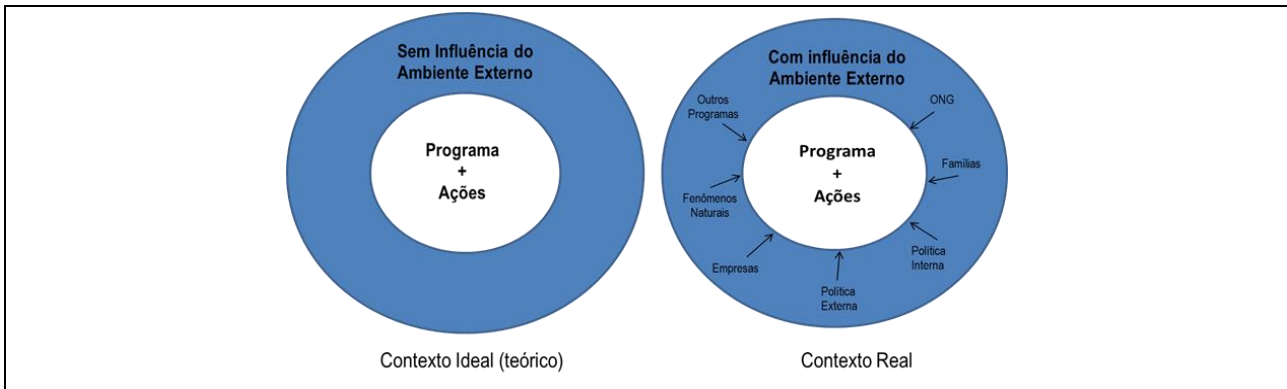 Sem Influência do
Ambiente Externo
Programa
+
Ações
Contexto Ideal (teórico)
Com influência do
Ambiente Externo
Outros
Programas
ONG
Programa
+
Ações
Famílias
Fenômenos
Naturais
Política
Interna
Empresas
Política
Externa
Contexto Real